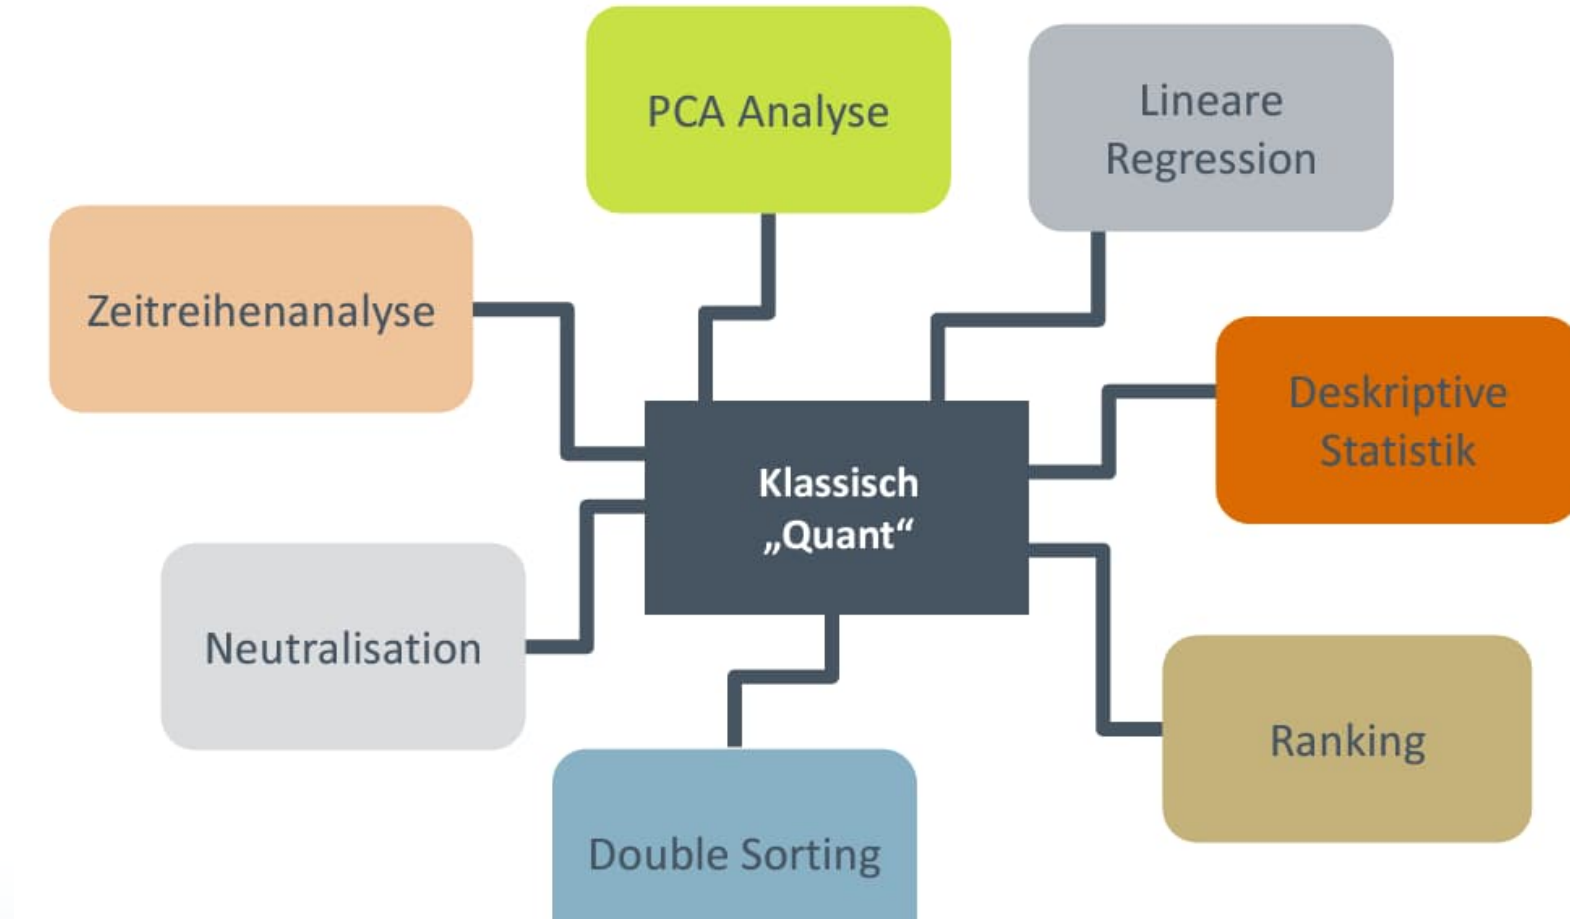 PCA Analyse
Lineare
Regression
Zeitreihenanalyse
Deskriptive
Statistik
Klassisch
„Quant“
Neutralisation
Ranking
Double Sorting